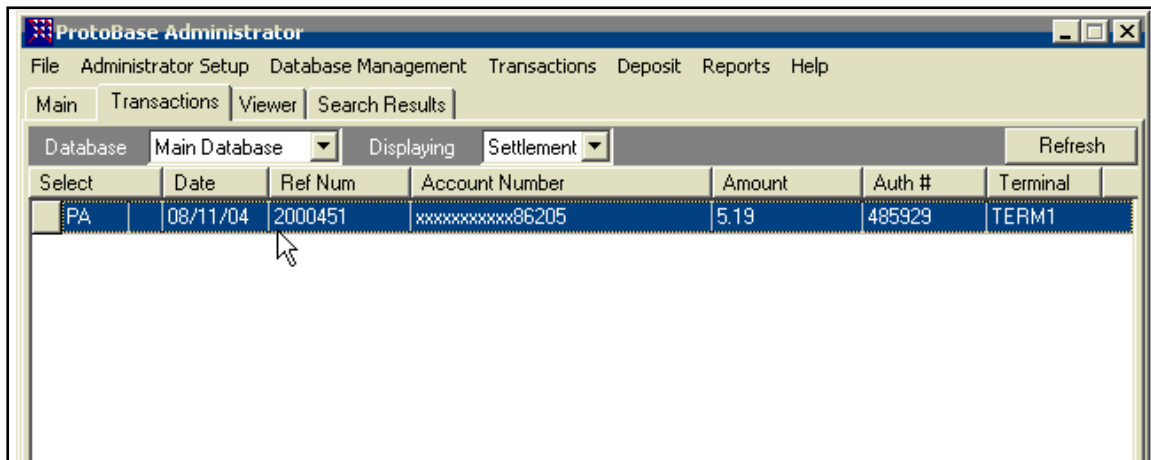 ProtoBase Administrator
File Administrator Setup Database Management Transactions Deposit Reports Help
Main Transactions Viewer Search Results
Database Main Database Displaying Settlement Refresh
Select Date Ref Num Account Number Amount Auth # Terminal
PA 08/11/04 2000451 xxxxxxxxxxx86205 5.19 485929 TERM1